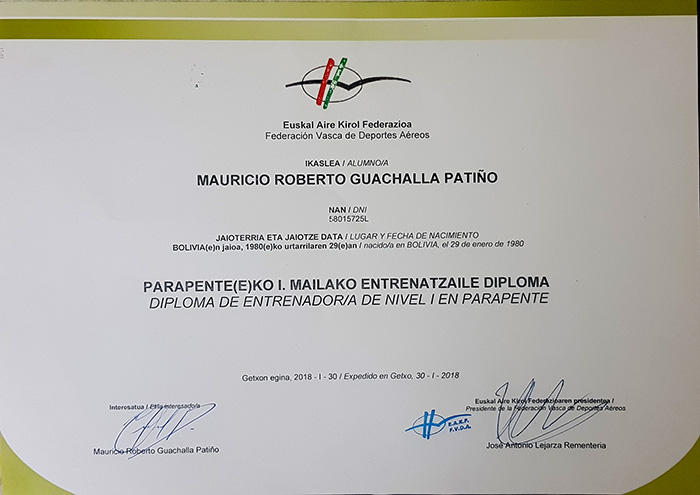 Euskal Aire Kirol Federazioa
Federación Vasca de Deportes Aéreos
IKASLEA / ALUMNO/A
MAURICIO ROBERTO GUACHALLA PATIÑO
NAN / DNI
58015725L
JAIOTERRIA ETA JAIOTZE DATA / LUGAR Y FECHA DE NACIMIENTO
BOLIVIA(e)n jaioa, 1980(e)ko urtarrilaren 29(e)an / nacido/a en BOLIVIA, el 29 de enero de 1980
PARAPENTE(E)KO I. MAILAKO ENTRENATZAILE DIPLOMA
DIPLOMA DE ENTRENADOR/A DE NIVEL I EN PARAPENTE
Getxon egina, 2018 - I - 30 / Expedido en Getxo, 30 - I - 2018
Interesatua / El/la interesado/a
Mauricio Roberto Guachalla Patiño
Euskal Aire Kirol Federazioaren presidentea /
Presidente de la Federación Vasca de Deportes Aéreos
E.A.K.F.
F.V.D.A.
José Antonio Lejarza Rementeria